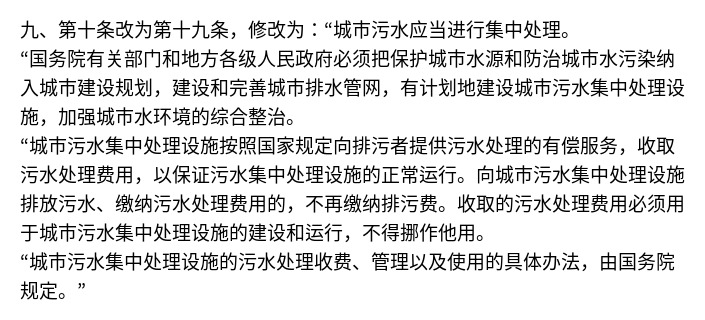 九、第十条改为第十九条，修改为：“城市污水应当进行集中处理。
“国务院有关部门和地方各级人民政府必须把保护城市水源和防治城市水污染纳
入城市建设规划，建设和完善城市排水管网，有计划地建设城市污水集中处理设
施，加强城市水环境的综合整治。
“城市污水集中处理设施按照国家规定向排污者提供污水处理的有偿服务，收取
污水处理费用，以保证污水集中处理设施的正常运行。向城市污水集中处理设施
排放污水、缴纳污水处理费用的，不再缴纳排污费。收取的污水处理费用必须用
于城市污水集中处理设施的建设和运行，不得挪作他用。
“城市污水集中处理设施的污水处理收费、管理以及使用的具体办法，由国务院
规定。”